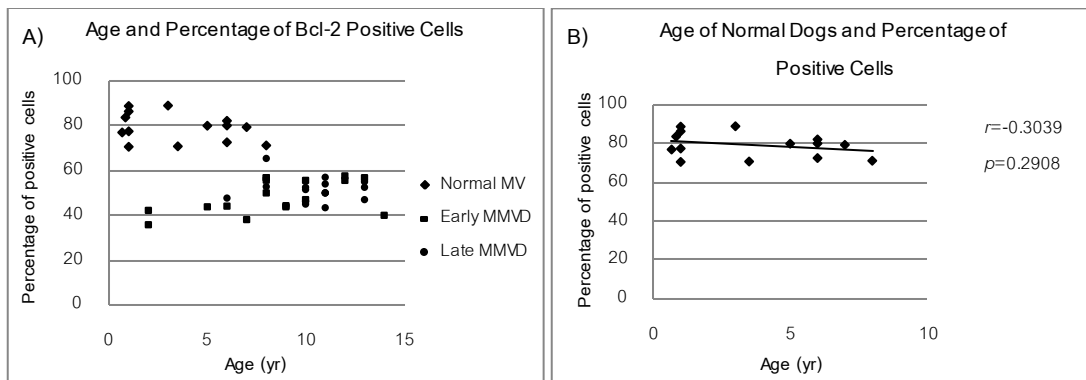 A)
Age and Percentage of Bcl-2 Positive Cells
Percentage of positive cells
100
80
60
40
20
0
0 5 10 15
Age (yr)
Normal MV
Early MMVD
Late MMVD
B)
Age of Normal Dogs and Percentage of
Positive Cells
Percentage of positive cells
100
80
60
40
20
0
0 5 10
Age (yr)
r=-0.3039
p=0.2908